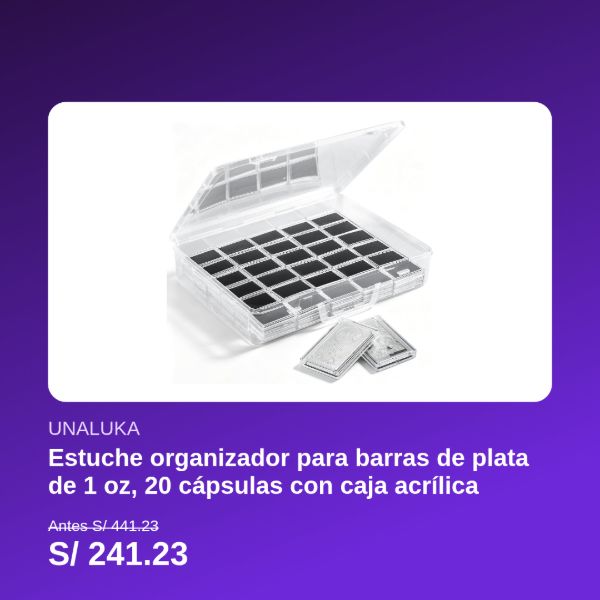 UNALUKA
Estuche organizador para barras de plata
de 1 oz, 20 cápsulas con caja acrílica
Antes S/ 441.23
S/ 241.23